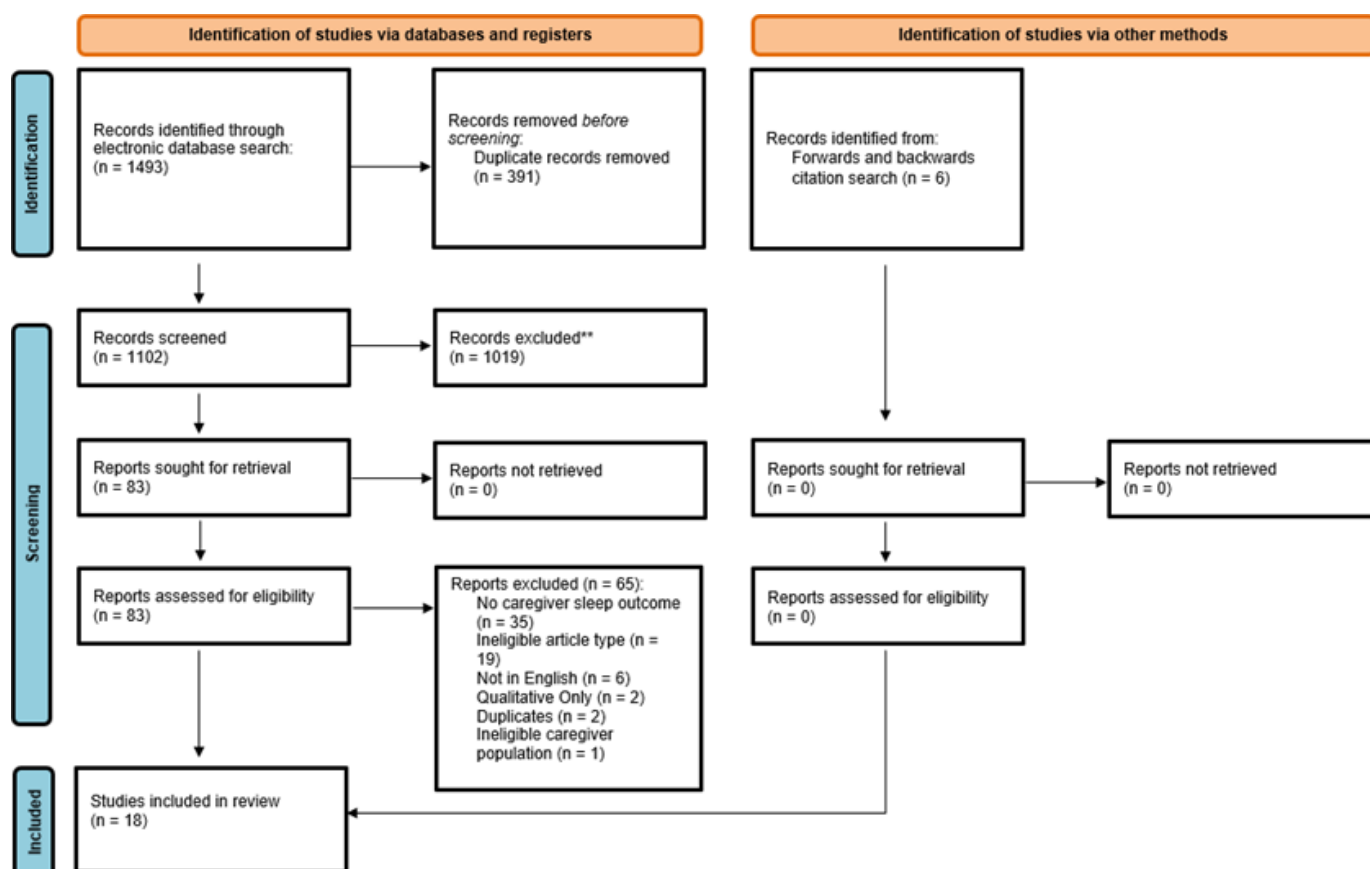 Identification of studies via databases and registers
Identification of studies via other methods
Identification
Records identified through
electronic database search:
(n = 1493)
Records removed before
screening:
Duplicate records removed
(n = 391)
Records identified from:
Forwards and backwards
citation search (n = 6)
Screening
Records screened
(n = 1102)
Records excluded**
(n = 1019)
Reports sought for retrieval
(n = 83)
Reports not retrieved
(n = 0)
Reports sought for retrieval
(n = 0)
Reports not retrieved
(n = 0)
Reports assessed for eligibility
(n = 83)
Reports excluded (n = 65):
No caregiver sleep outcome
(n = 35)
Ineligible article type (n =
19)
Not in English (n = 6)
Qualitative Only (n = 2)
Duplicates (n = 2)
Ineligible caregiver
population (n = 1)
Reports assessed for eligibility
(n = 0)
Included
Studies included in review
(n = 18)